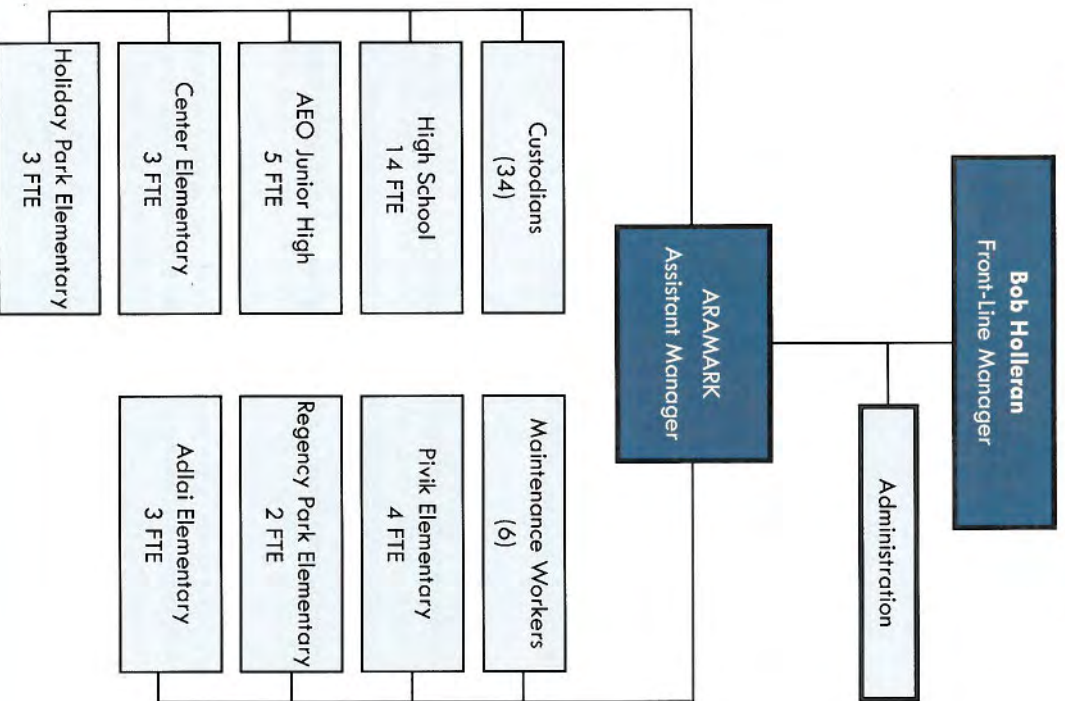 Bob Holleran
Front-Line Manager
Administration
ARAMARK
Assistant Manager
Custodians
(34)
Maintenance Workers
(6)
High School
14 FTE
Pivik Elementary
4 FTE
AEO Junior High
5 FTE
Regency Park Elementary
2 FTE
Center Elementary
3 FTE
Adlai Elementary
3 FTE
Holiday Park Elementary
3 FTE